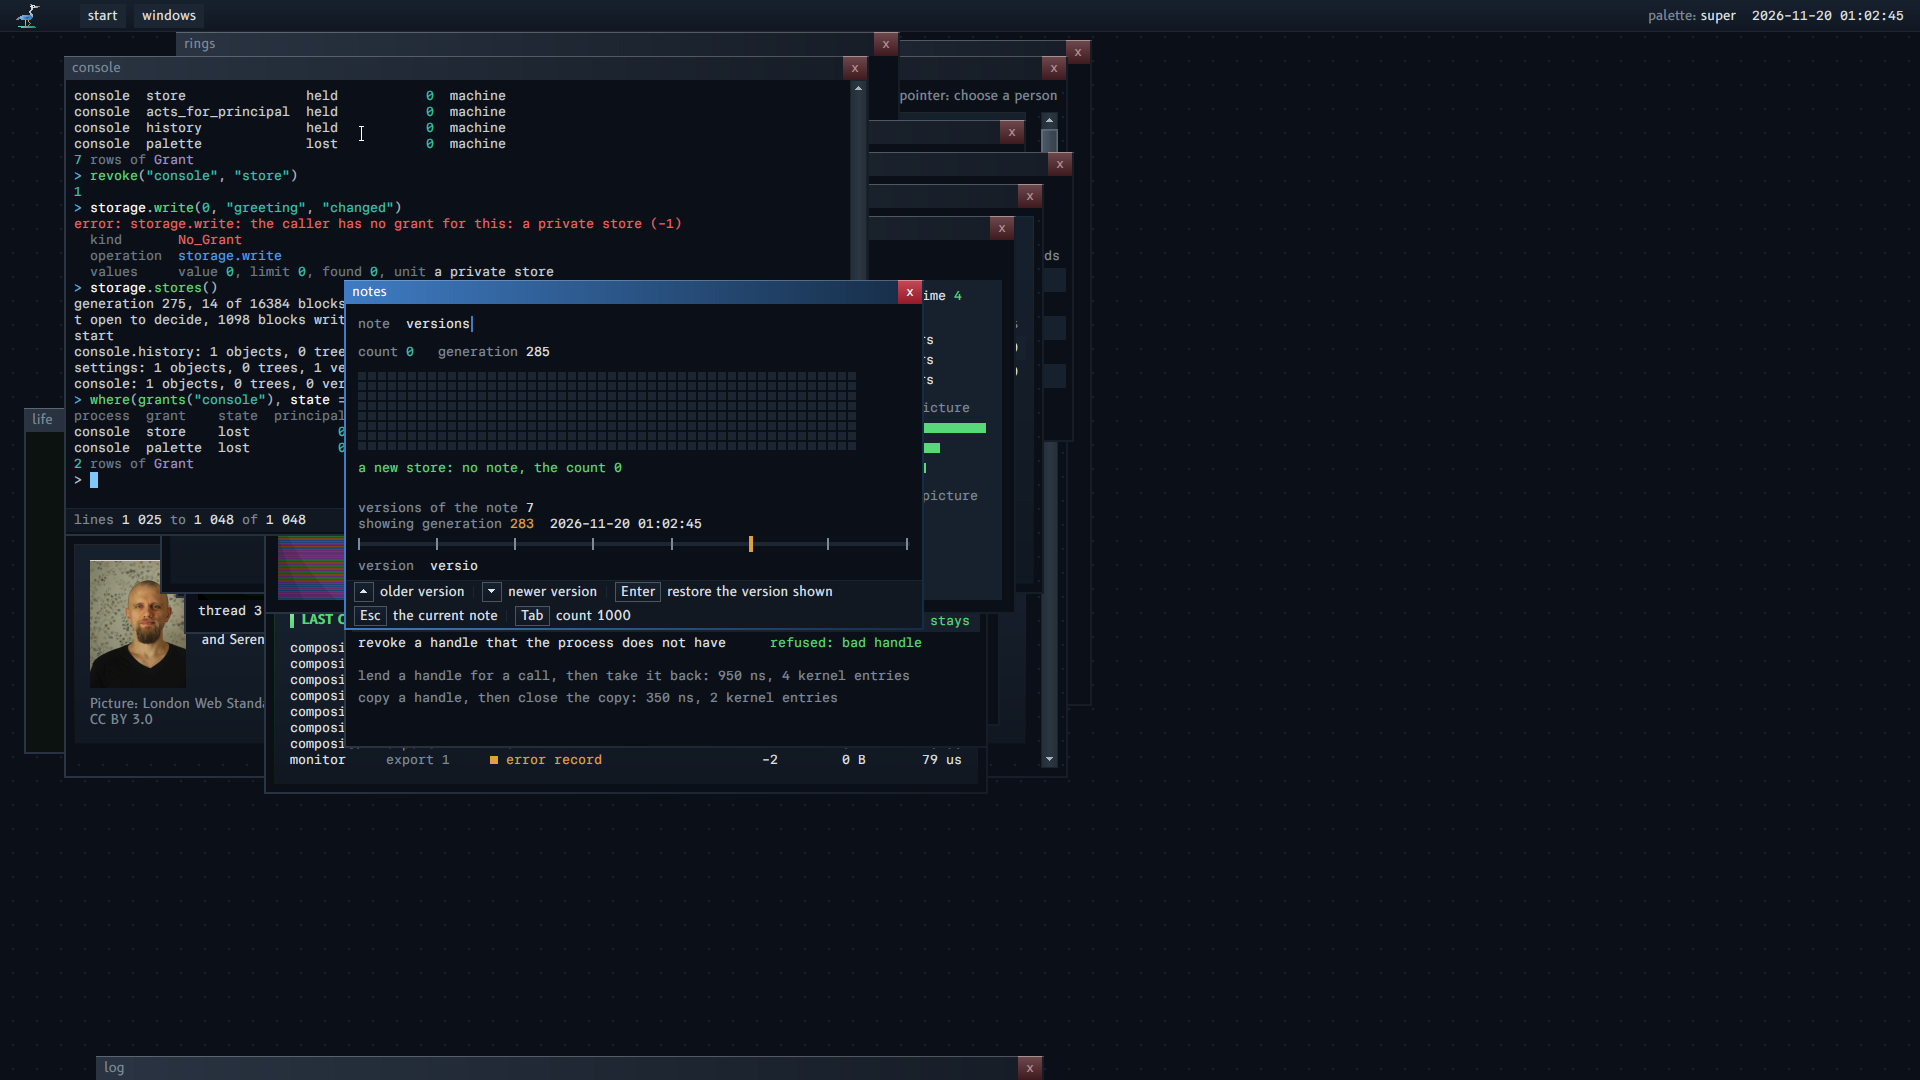 start windows palette: super 2026-11-20 01:02:45
rings x
x
console x x
console store held 0 machine
console acts_for_principal held 0 machine
console history held 0 machine
console palette lost 0 machine
7 rows of Grant
> revoke("console", "store")
1
> storage.write(0, "greeting", "changed")
error: storage.write: the caller has no grant for this: a private store (-1)
kind No_Grant
operation storage.write
values value 0, limit 0, found 0, unit a private store
> storage.stores()
generation 275, 14 of 16384 blocks
t open to decide, 1098 blocks writ
start
console.history: 1 objects, 0 tree
settings: 1 objects, 0 trees, 1 ve
console: 1 objects, 0 trees, 0 ver
> where(grants("console"), state =
process grant state principal
console store lost 0
console palette lost 0
2 rows of Grant
>
lines 1 025 to 1 048 of 1 048
pointer: choose a person
x
x
x
x
ds
ime 4
icture
picture
life
notes x
note versions
count 0 generation 285
a new store: no note, the count 0
versions of the note 7
showing generation 283 2026-11-20 01:02:45
version versio
older version newer version Enter restore the version shown
Esc the current note Tab count 1000
thread 3
and Seren
Picture: London Web Standa
CC BY 3.0
LAST C
stays
revoke a handle that the process does not have refused: bad handle
lend a handle for a call, then take it back: 950 ns, 4 kernel entries
copy a handle, then close the copy: 350 ns, 2 kernel entries
composi
composi
composi
composi
composi
composi
composi
monitor export 1 error record -2 0 B 79 us
log x